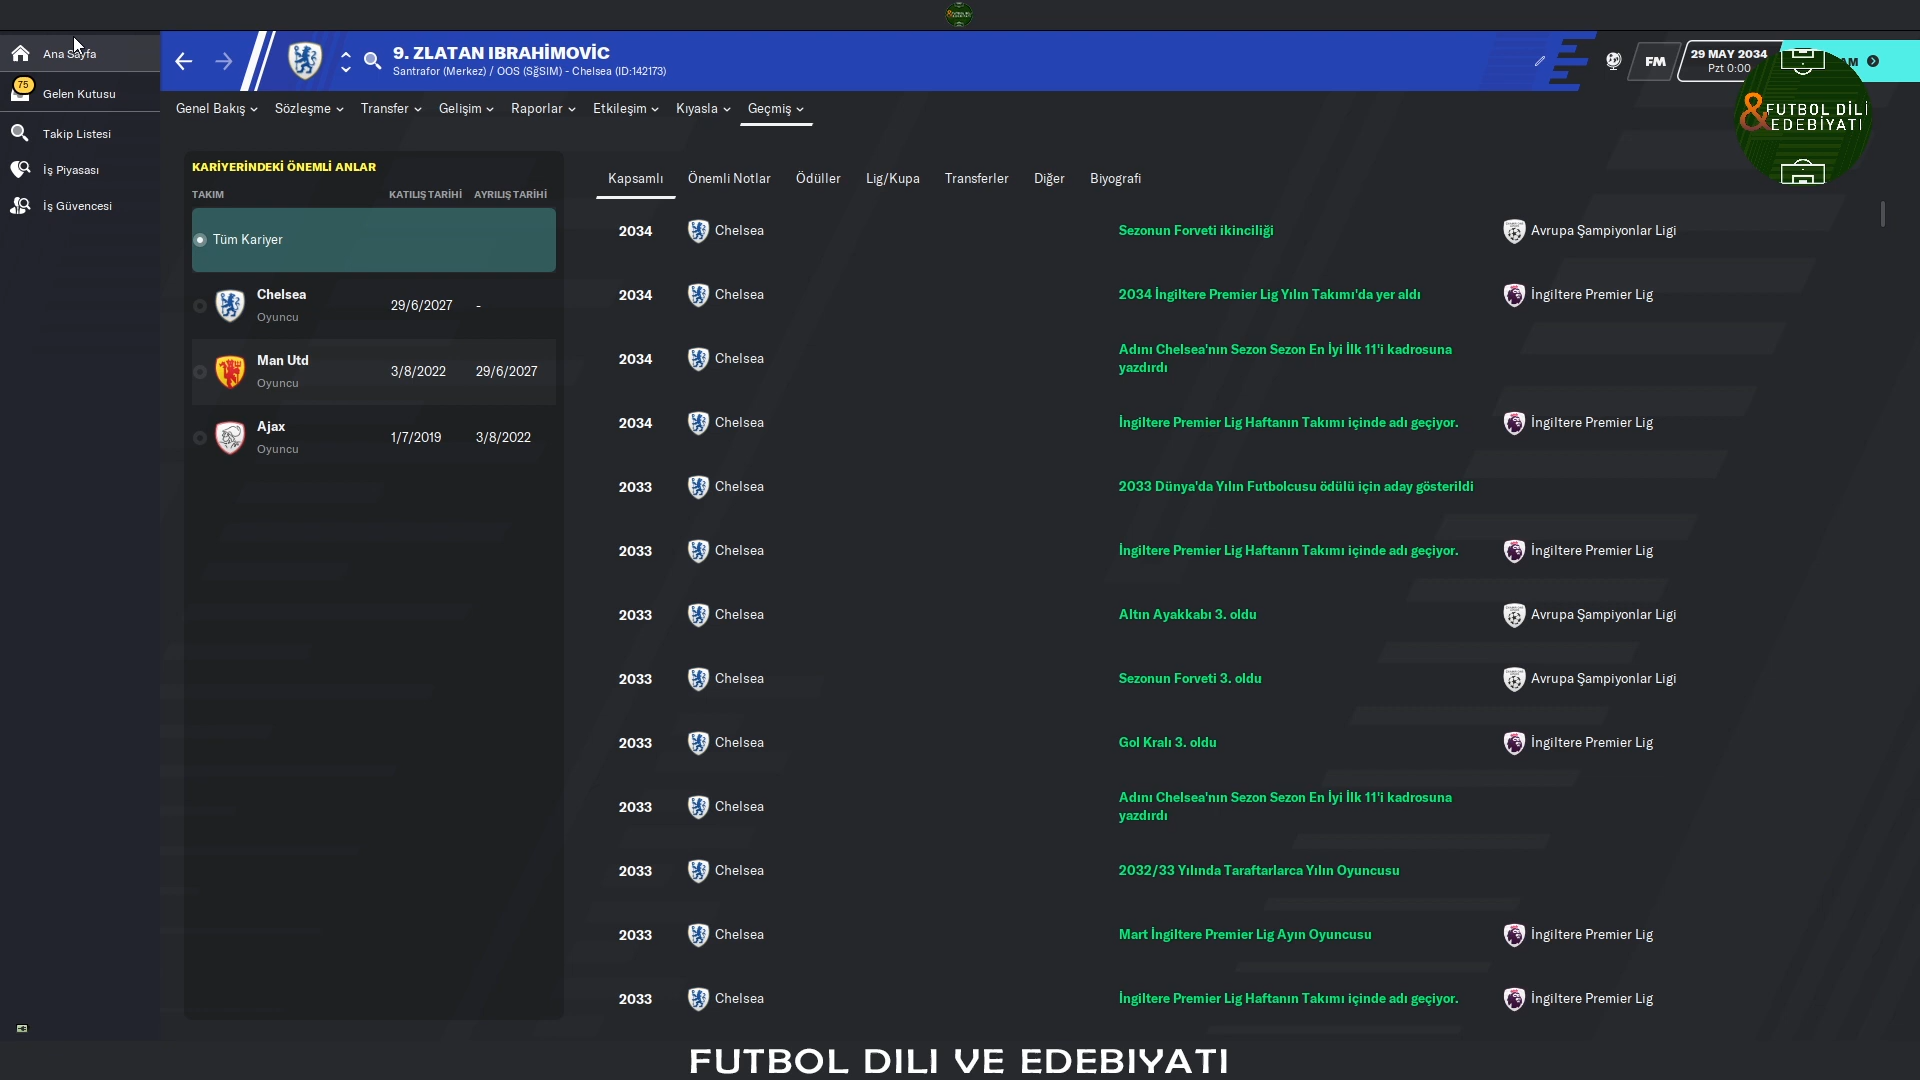 Ana Sayfa
75
Gelen Kutusu
Takip Listesi
İş Piyasası
İş Güvencesi
9. ZLATAN IBRAHİMOVİC
Santrafor (Merkez) / OOS (SğSIM) - Chelsea (ID:142173)
FM
29 MAY 2034
Pzt 0:00
AM
& FUTBOL DİLİ
EDEBİYATI
Genel Bakış
Sözleşme
Transfer
Gelişim
Raporlar
Etkileşim
Kıyasla
Geçmiş
KARİYERİNDEKİ ÖNEMLİ ANLAR
TAKIM KATILIŞ TARİHİ AYRILIŞ TARİHİ
Tüm Kariyer
Chelsea
Oyuncu
29/6/2027 -
Man Utd
Oyuncu
3/8/2022 29/6/2027
Ajax
Oyuncu
1/7/2019 3/8/2022
Kapsamlı Önemli Notlar Ödüller Lig/Kupa Transferler Diğer Biyografi
2034 Chelsea Sezonun Forveti ikinciliği Avrupa Şampiyonlar Ligi
2034 Chelsea 2034 İngiltere Premier Lig Yılın Takımı'da yer aldı İngiltere Premier Lig
2034 Chelsea Adını Chelsea'nın Sezon Sezon En İyi İlk 11'i kadrosuna
yazdırdı
2034 Chelsea İngiltere Premier Lig Haftanın Takımı içinde adı geçiyor. İngiltere Premier Lig
2033 Chelsea 2033 Dünya'da Yılın Futbolcusu ödülü için aday gösterildi
2033 Chelsea İngiltere Premier Lig Haftanın Takımı içinde adı geçiyor. İngiltere Premier Lig
2033 Chelsea Altın Ayakkabı 3. oldu Avrupa Şampiyonlar Ligi
2033 Chelsea Sezonun Forveti 3. oldu Avrupa Şampiyonlar Ligi
2033 Chelsea Gol Kralı 3. oldu İngiltere Premier Lig
2033 Chelsea Adını Chelsea'nın Sezon Sezon En İyi İlk 11'i kadrosuna
yazdırdı
2033 Chelsea 2032/33 Yılında Taraftarlarca Yılın Oyuncusu
2033 Chelsea Mart İngiltere Premier Lig Ayın Oyuncusu İngiltere Premier Lig
2033 Chelsea İngiltere Premier Lig Haftanın Takımı içinde adı geçiyor. İngiltere Premier Lig
FUTBOL DILI VE EDEBIYATI